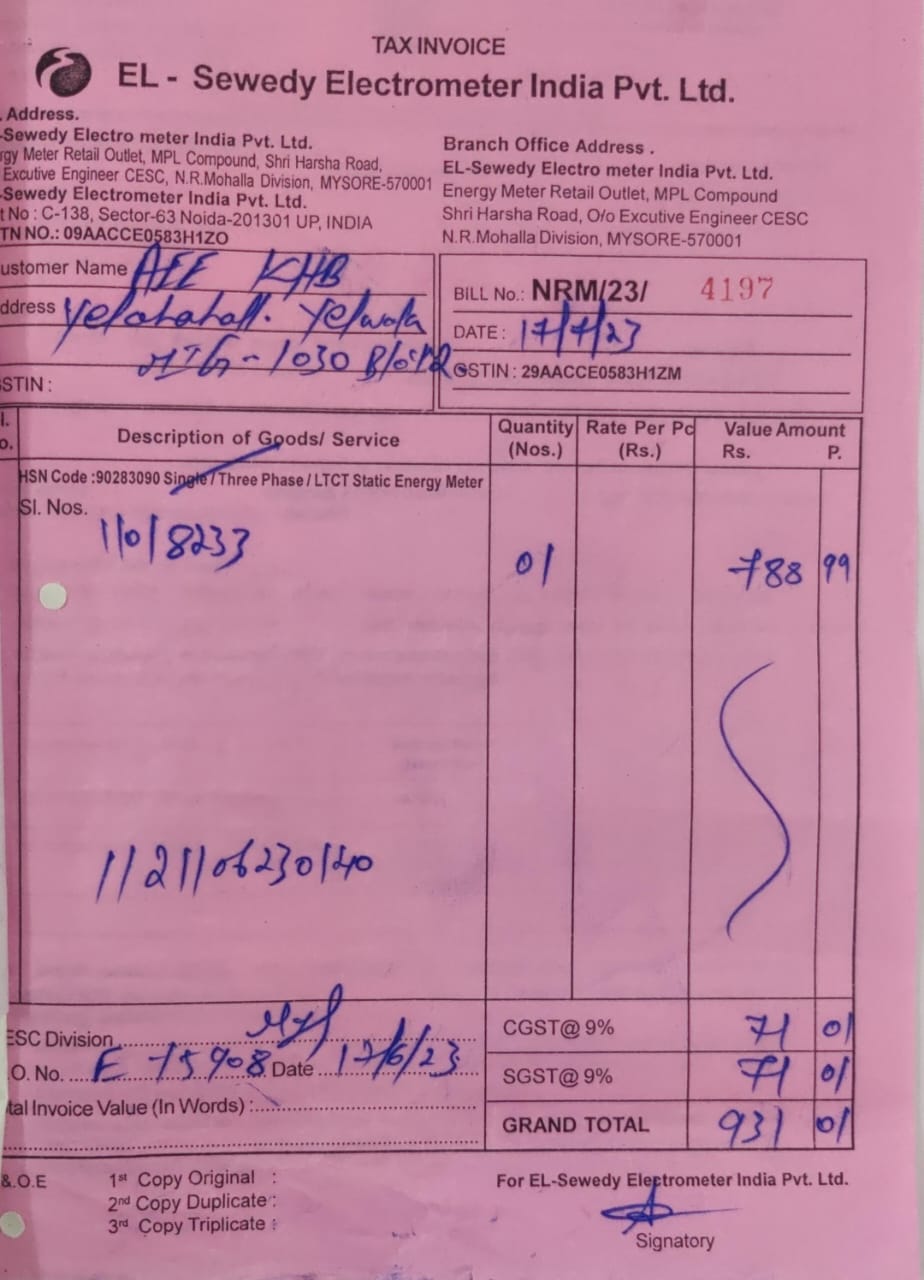 TAX INVOICE
EL - Sewedy Electrometer India Pvt. Ltd.
Address.
-Sewedy Electro meter India Pvt. Ltd.
rgy Meter Retail Outlet, MPL Compound, Shri Harsha Road,
Excutive Engineer CESC, N.R.Mohalla Division, MYSORE-570001
-Sewedy Electrometer India Pvt. Ltd.
t No : C-138, Sector-63 Noida-201301 UP, INDIA
TN NO.: 09AACCE0583H1ZO
Branch Office Address .
EL-Sewedy Electro meter India Pvt. Ltd.
Energy Meter Retail Outlet, MPL Compound
Shri Harsha Road, O/o Excutive Engineer CESC
N.R.Mohalla Division, MYSORE-570001
ustomer Name AEE KHB
ddress Yelwala
1030
STIN :
BILL No.: NRM/23/ 4197
DATE : 17/7/23
GSTIN : 29AACCE0583H1ZM
l. Description of Goods/ Service Quantity Rate Per Pc Value Amount
o. (Nos.) (Rs.) Rs. P.
HSN Code :90283090 Single / Three Phase / LTCT Static Energy Meter
Sl. Nos.
11018233 01 788 99
1121106230140
ESC Division
CGST@ 9% 71 01
.O. No. E 75908 Date 17/6/23
SGST@ 9% 71 01
tal Invoice Value (In Words) :
GRAND TOTAL 931 01
&.O.E
1st Copy Original :
2nd Copy Duplicate :
3rd Copy Triplicate :
For EL-Sewedy Electrometer India Pvt. Ltd.
Signatory